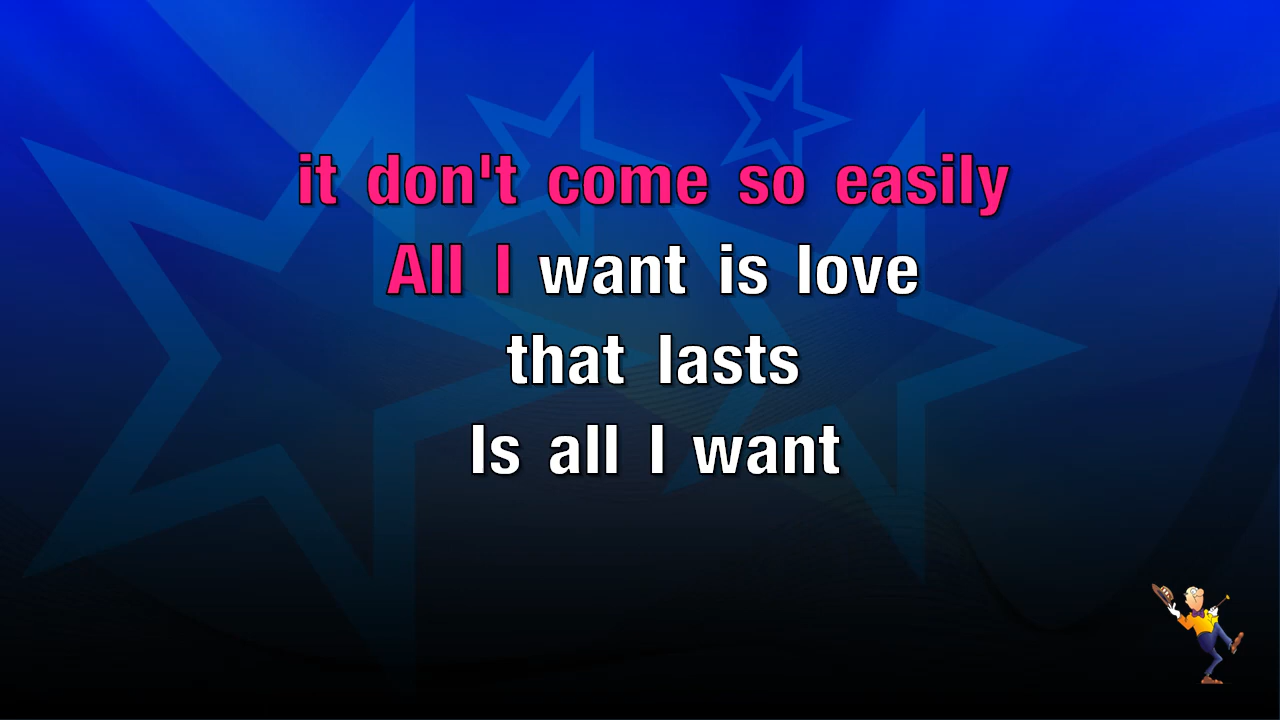 it don't come so easily
All I want is love
that lasts
Is all I want